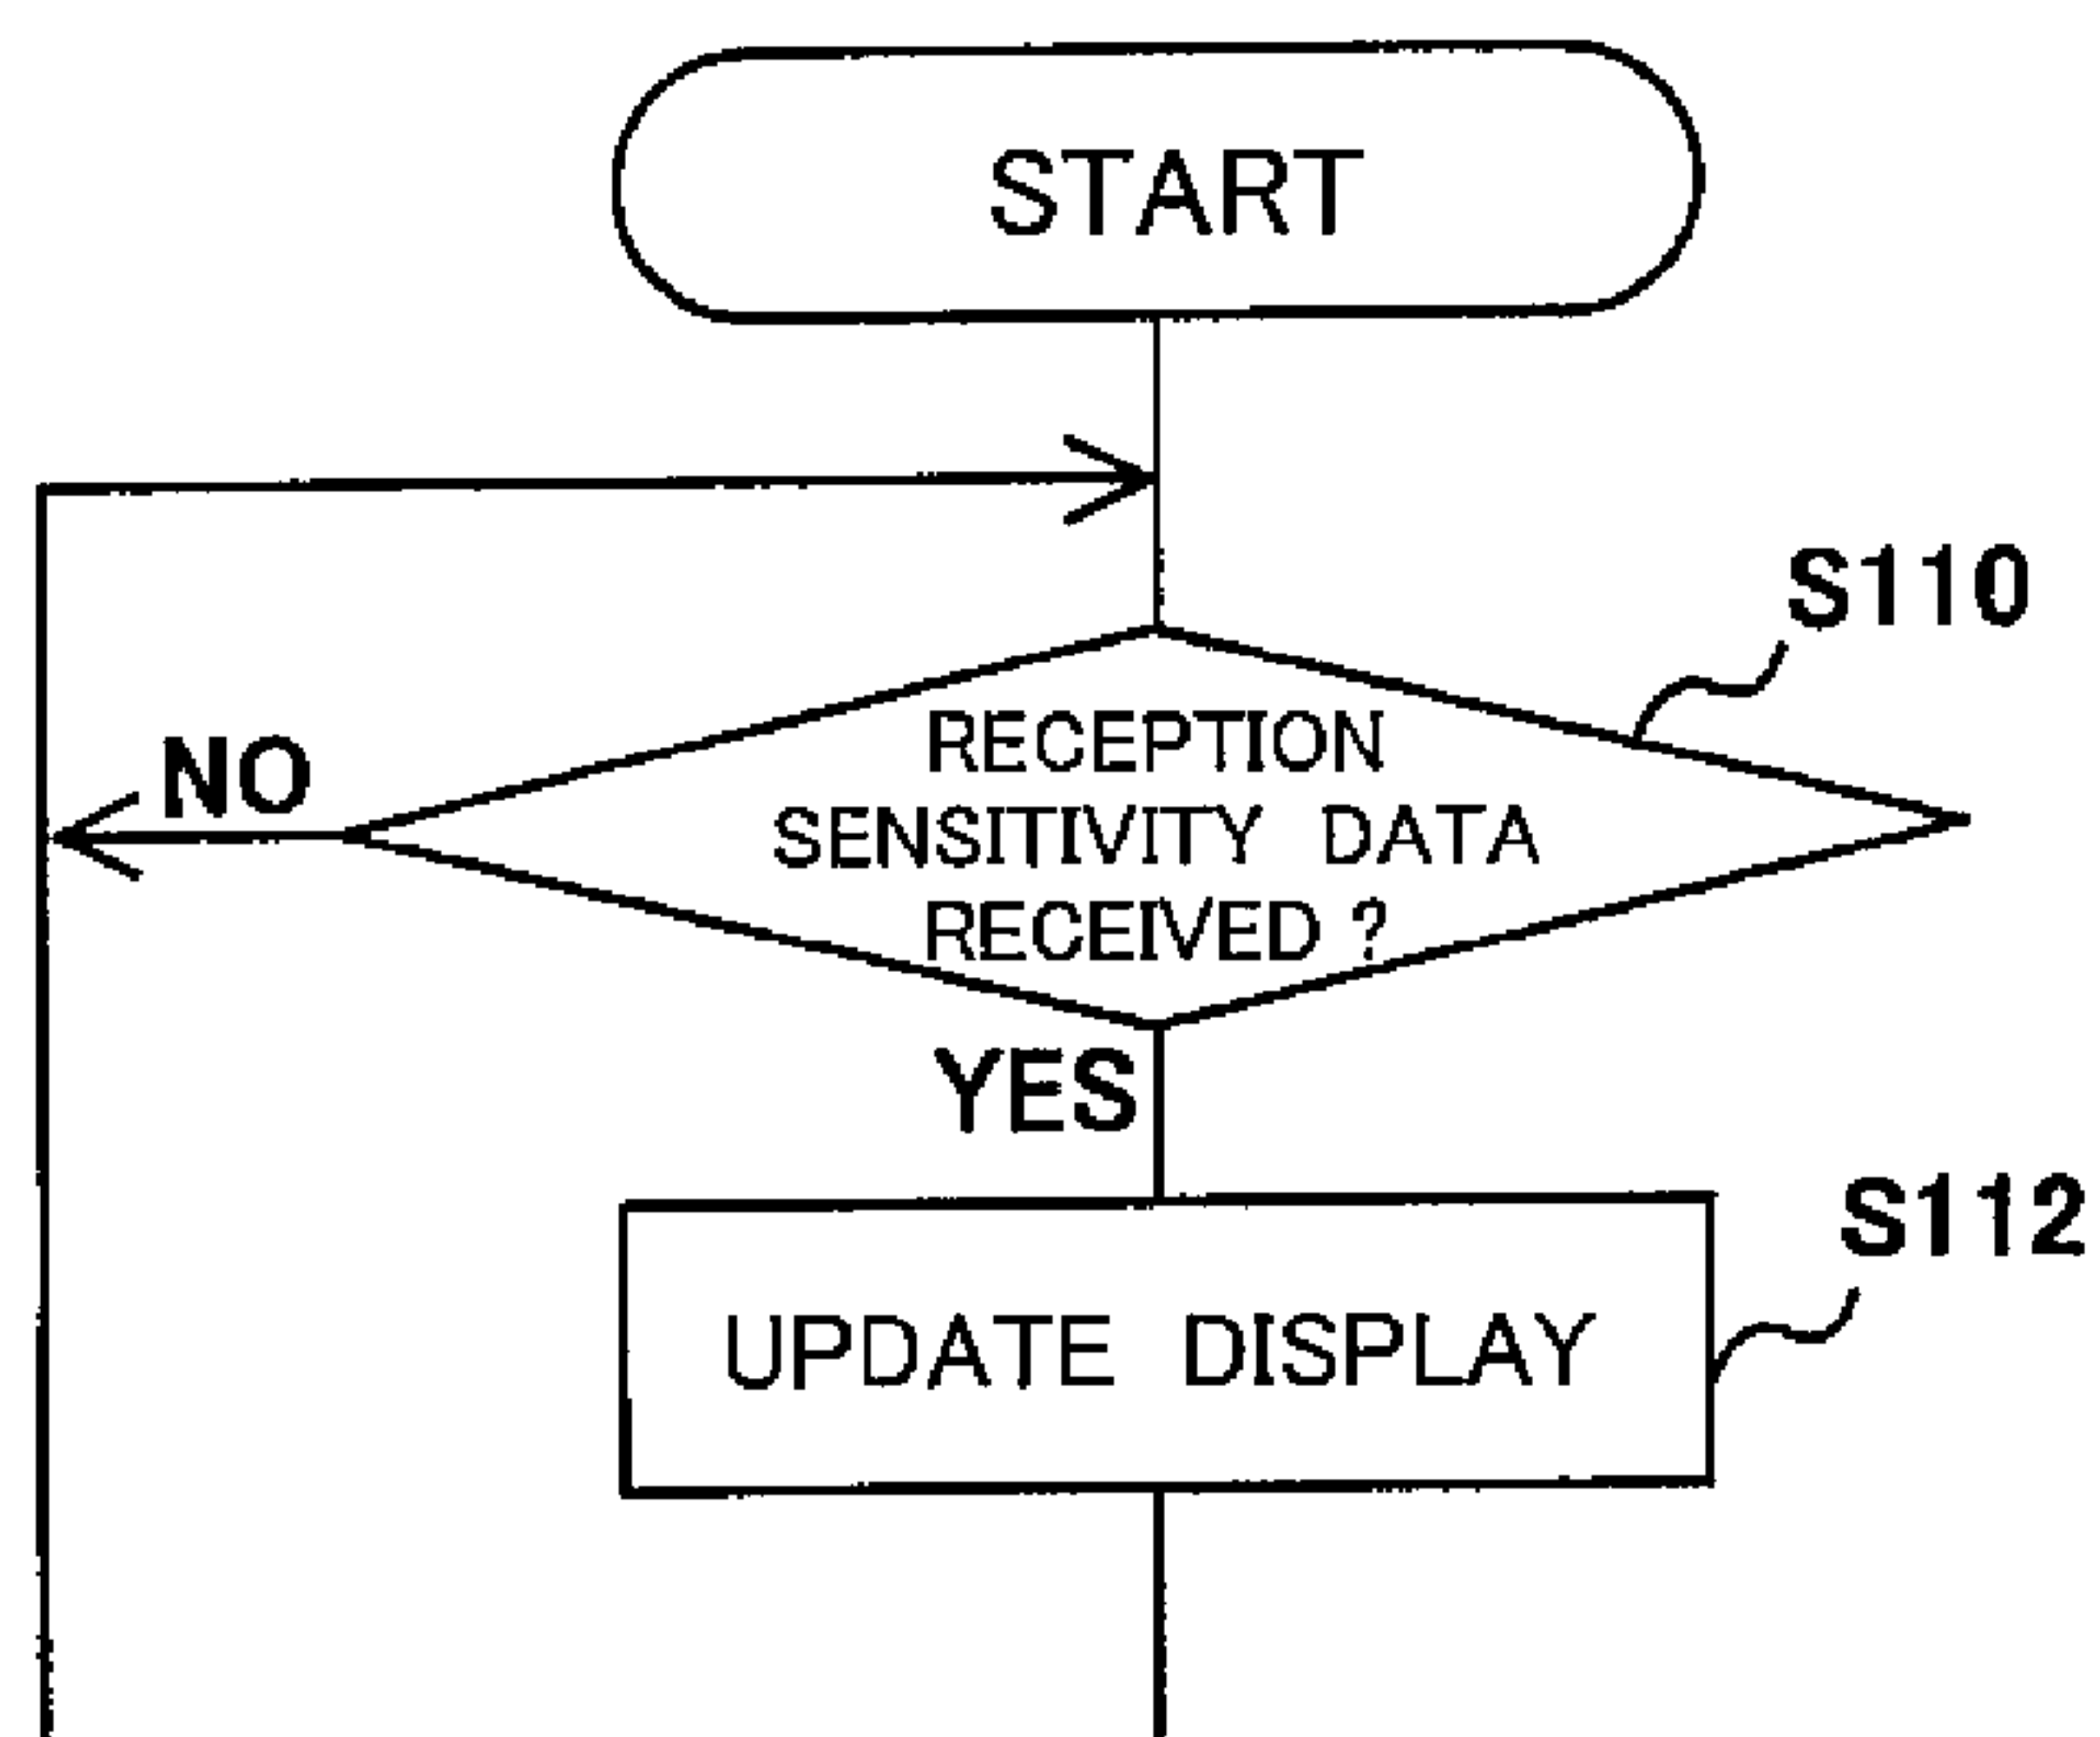 START
S110
RECEPTION
SENSITIVITY DATA
RECEIVED ?
NO
YES
S112
UPDATE DISPLAY